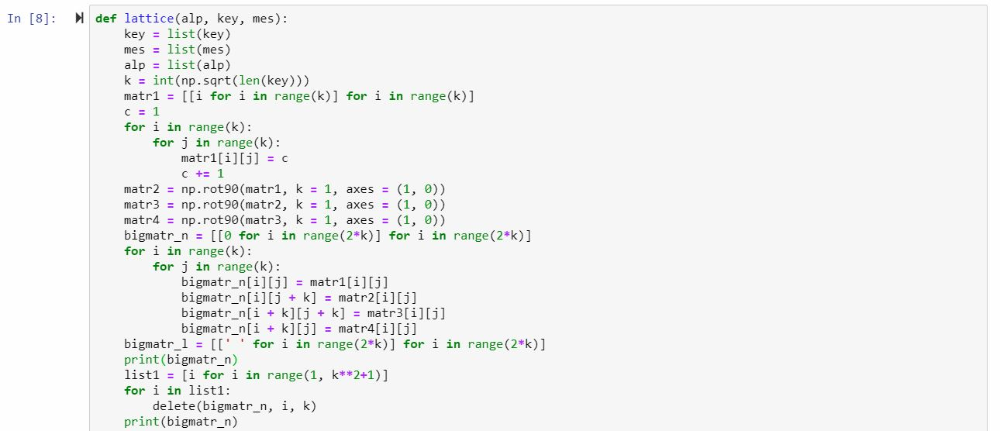 In [8]: def lattice(alp, key, mes):
    key = list(key)
    mes = list(mes)
    alp = list(alp)
    k = int(np.sqrt(len(key)))
    matr1 = [[i for i in range(k)] for i in range(k)]
    c = 1
    for i in range(k):
        for j in range(k):
            matr1[i][j] = c
            c += 1
    matr2 = np.rot90(matr1, k = 1, axes = (1, 0))
    matr3 = np.rot90(matr2, k = 1, axes = (1, 0))
    matr4 = np.rot90(matr3, k = 1, axes = (1, 0))
    bigmatr_n = [[0 for i in range(2*k)] for i in range(2*k)]
    for i in range(k):
        for j in range(k):
            bigmatr_n[i][j] = matr1[i][j]
            bigmatr_n[i][j + k] = matr2[i][j]
            bigmatr_n[i + k][j + k] = matr3[i][j]
            bigmatr_n[i + k][j] = matr4[i][j]
    bigmatr_l = [[' ' for i in range(2*k)] for i in range(2*k)]
    print(bigmatr_n)
    list1 = [i for i in range(1, k**2+1)]
    for i in list1:
        delete(bigmatr_n, i, k)
    print(bigmatr_n)